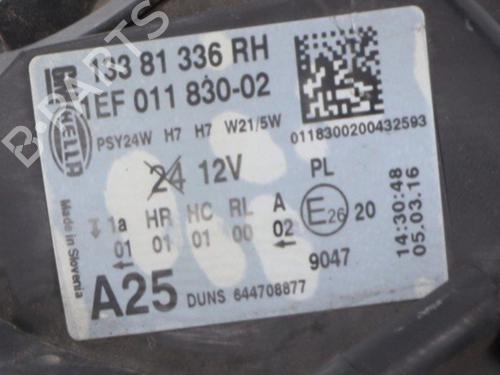 133 81 336 RH
1EF 011 830-02
HELLA
PSY24W H7 H7 W21/5W
0118300200432593
24 12V
PL
1a HR HC RL A
01 01 01 00 02
E26 20
14:30:48
05.03.16
9047
Made in Slovenia
A25 DUNS 644708877
B-PARTS